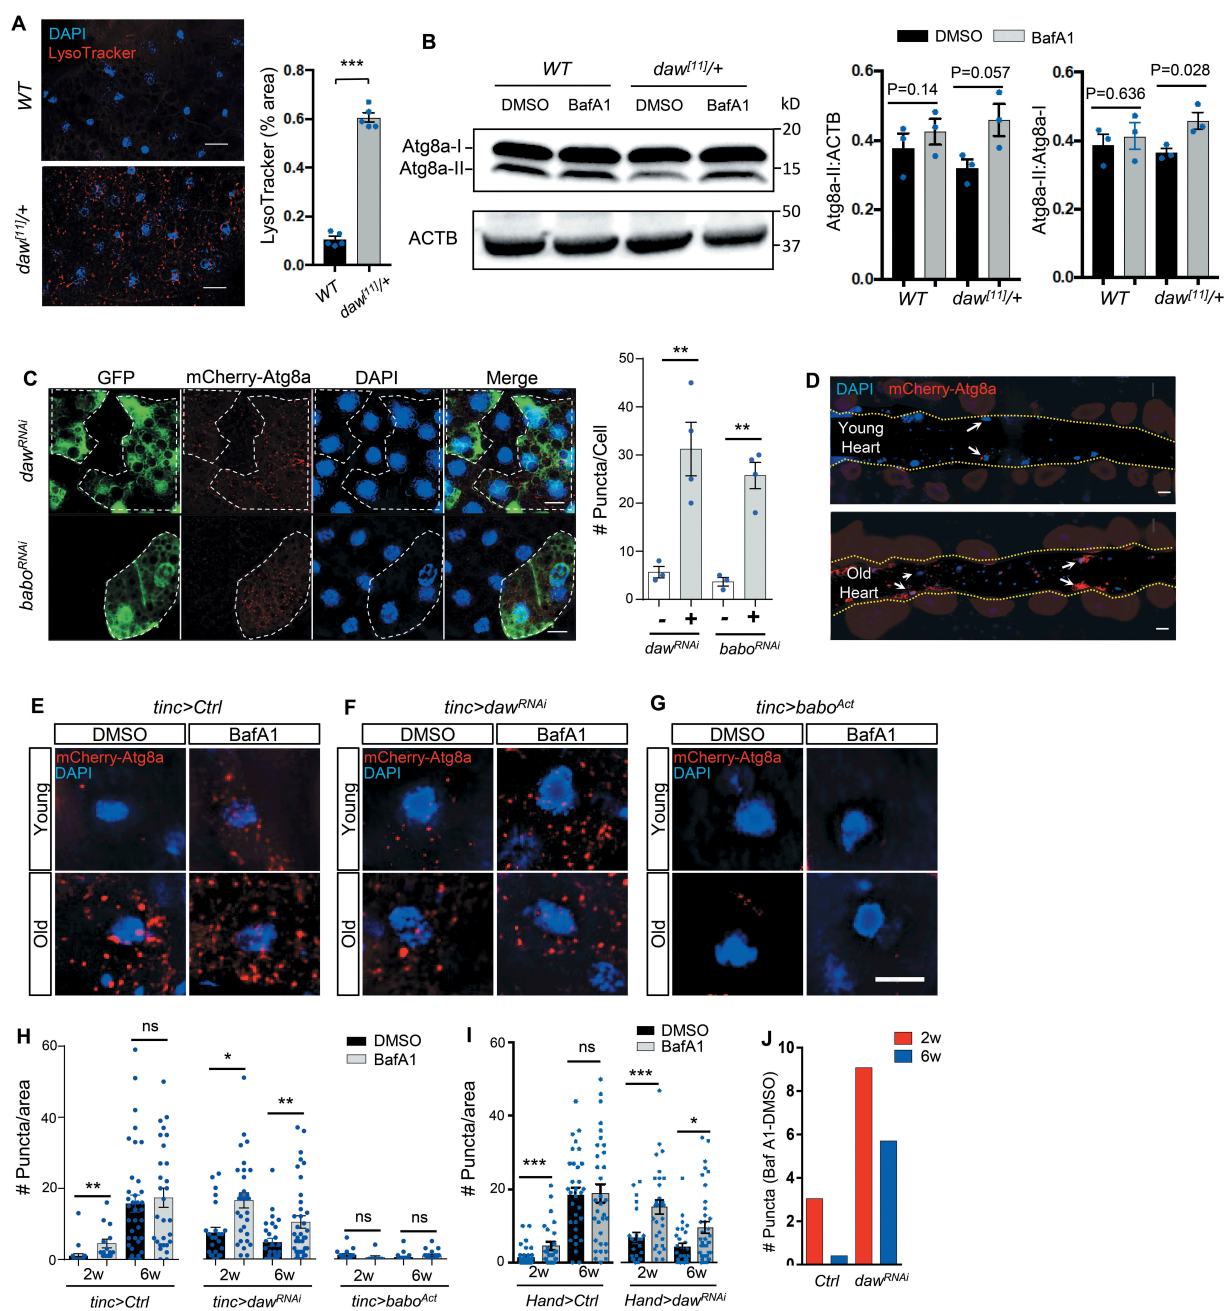 A
DAPI
LysoTracker
WT
daw[11]/+
LysoTracker (% area)
0.8
0.6
0.4
0.2
0.0
***
WT
daw[11]/+
B
WT
daw[11]/+
DMSO
BafA1
DMSO
BafA1
kD
20
Atg8a-I
Atg8a-II
15
50
ACTB
37
DMSO
BafA1
Atg8a-II:ACTB
0.6
0.4
0.2
0.0
P=0.14
P=0.057
WT
daw[11]/+
Atg8a-II:Atg8a-I
0.6
0.4
0.2
0.0
P=0.636
P=0.028
WT
daw[11]/+
C
GFP
mCherry-Atg8a
DAPI
Merge
dawRNAi
baboRNAi
# Puncta/Cell
50
40
30
20
10
0
**
**
-
+
-
+
dawRNAi
baboRNAi
D
DAPI mCherry-Atg8a
Young
Heart
Old
Heart
E
tinc>Ctrl
DMSO
BafA1
mCherry-Atg8a
DAPI
Young
Old
F
tinc>dawRNAi
DMSO
BafA1
mCherry-Atg8a
DAPI
Young
Old
G
tinc>baboAct
DMSO
BafA1
mCherry-Atg8a
DAPI
Young
Old
H
DMSO
BafA1
# Puncta/area
60
40
20
0
**
ns
*
**
ns
ns
2w
6w
2w
6w
2w
6w
tinc>Ctrl
tinc>dawRNAi
tinc>baboAct
I
DMSO
BafA1
# Puncta/area
60
40
20
0
***
ns
***
*
2w
6w
2w
6w
Hand>Ctrl
Hand>dawRNAi
J
2w
6w
# Puncta (Baf A1-DMSO)
10
8
6
4
2
0
Ctrl
dawRNAi